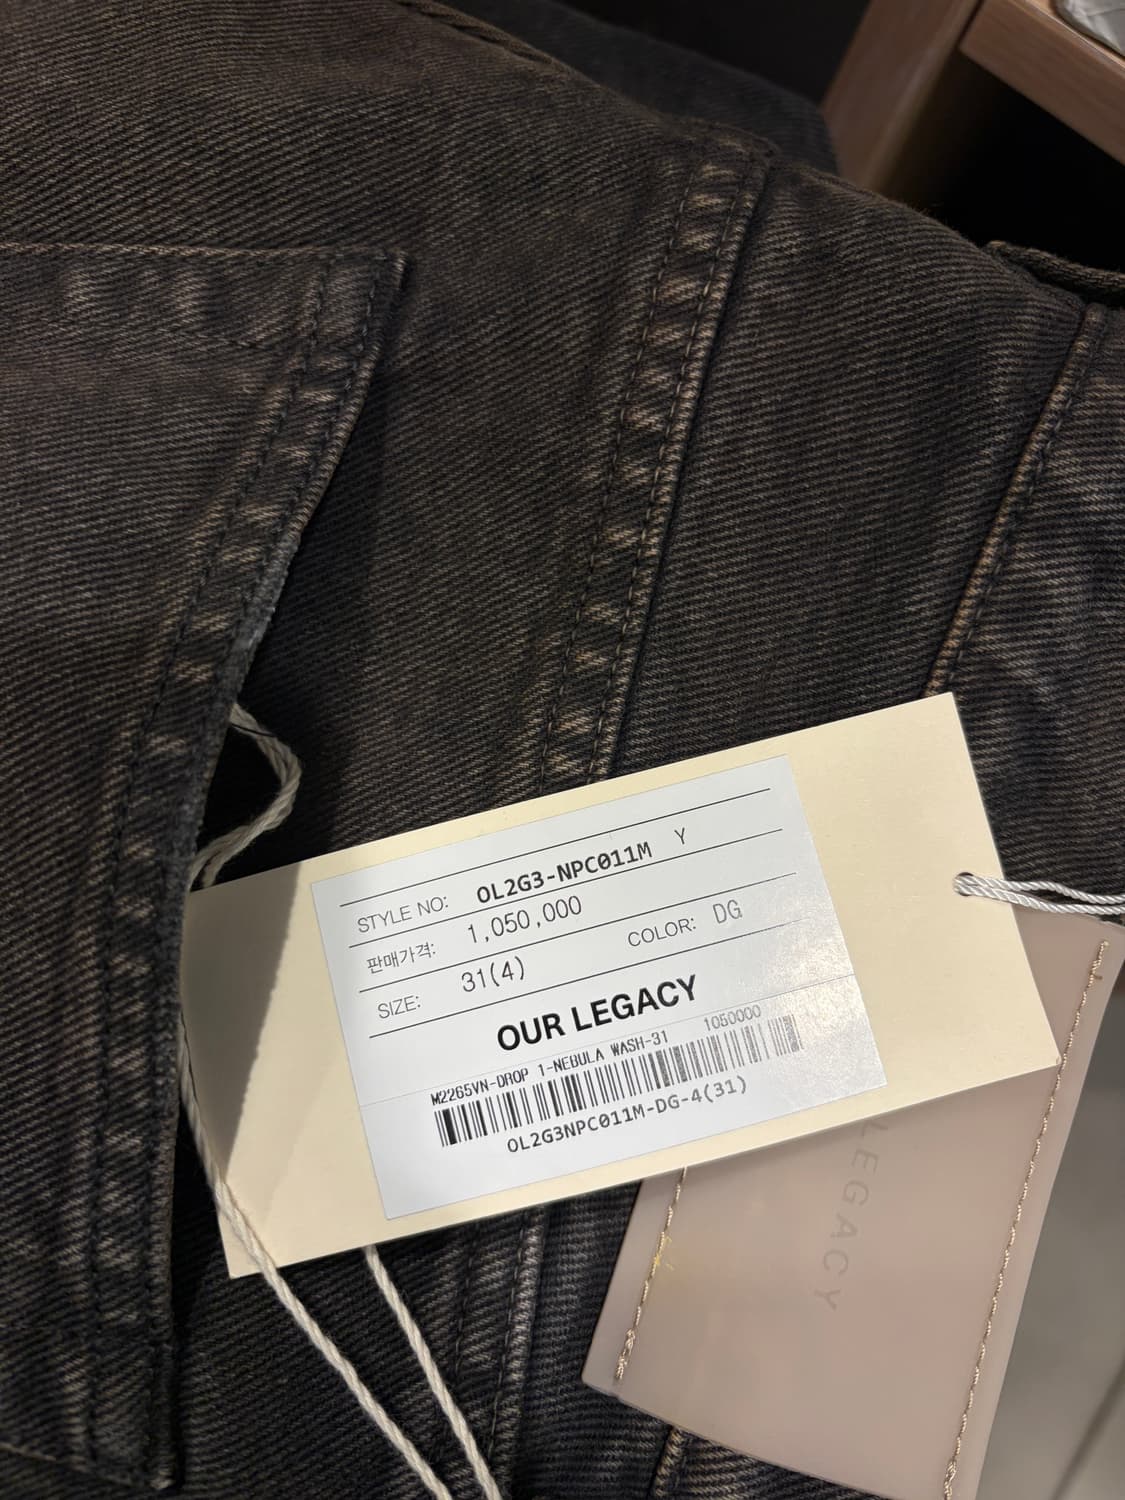 STYLE NO: OL2G3-NPC011M Y
판매가격: 1,050,000
SIZE: 31(4) COLOR: DG
OUR LEGACY
M2265VN-DROP 1-NEBULA WASH-31 1050000
OL2G3NPC011M-DG-4(31)
LEGACY